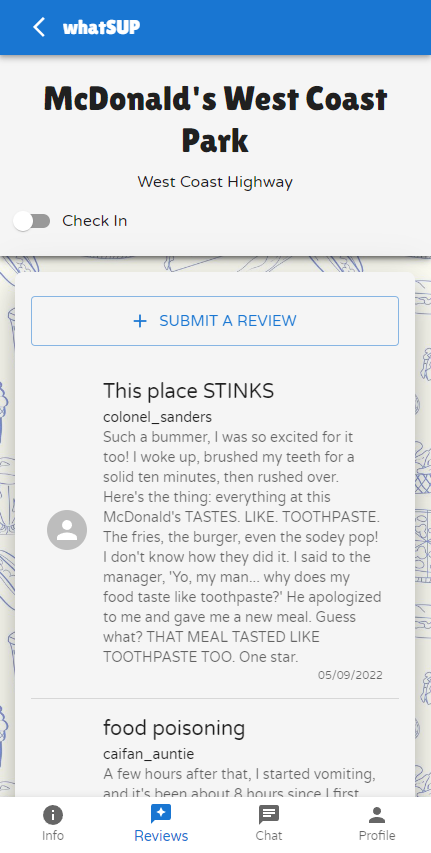 whatSUP
McDonald's West Coast
Park
West Coast Highway
Check In
+ SUBMIT A REVIEW
This place STINKS
colonel_sanders
Such a bummer, I was so excited for it
too! I woke up, brushed my teeth for a
solid ten minutes, then rushed over.
Here's the thing: everything at this
McDonald's TASTES. LIKE. TOOTHPASTE.
The fries, the burger, even the sodey pop!
I don't know how they did it. I said to the
manager, 'Yo, my man... why does my
food taste like toothpaste?' He apologized
to me and gave me a new meal. Guess
what? THAT MEAL TASTED LIKE
TOOTHPASTE TOO. One star.
05/09/2022
food poisoning
caifan_auntie
A few hours after that, I started vomiting,
and it's been about 8 hours since I first
Info
Reviews
Chat
Profile